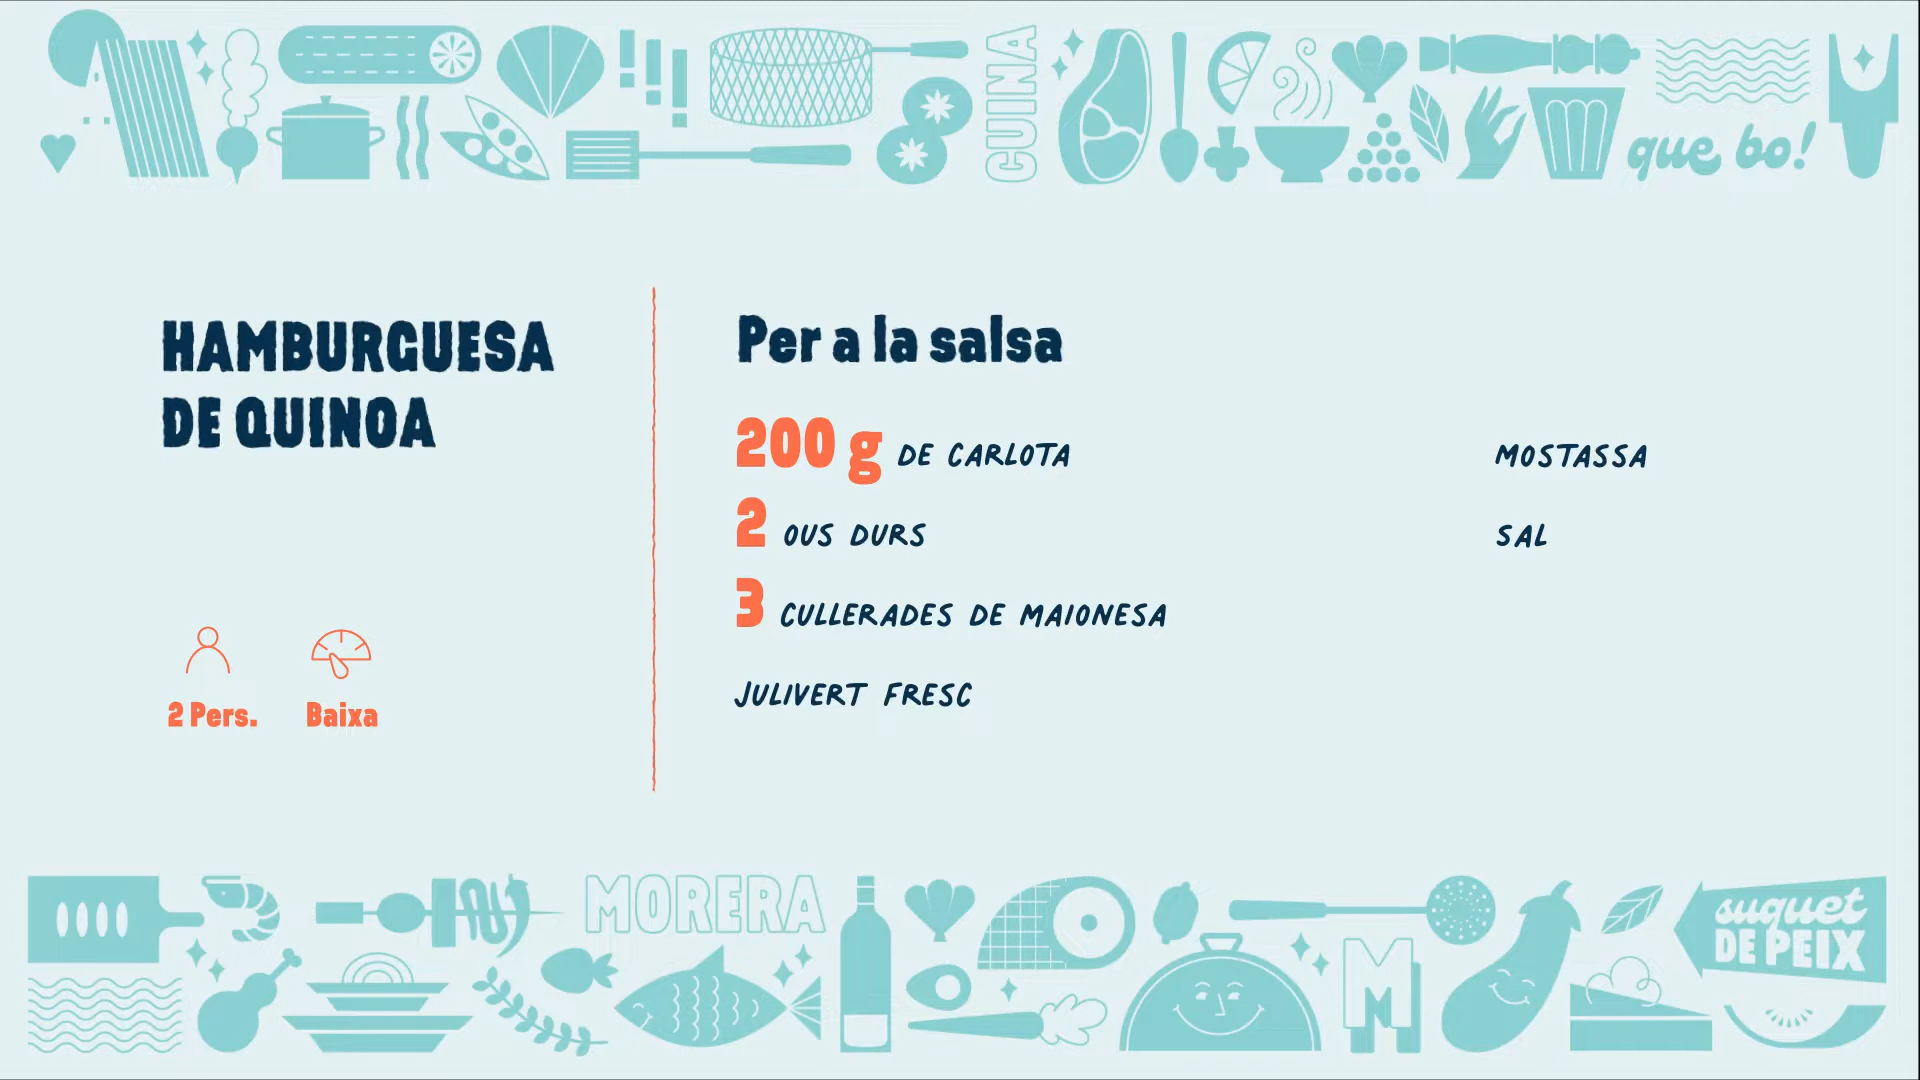 CUINA
que bo!
HAMBURGUESA
DE QUINOA
2 Pers.
Baixa
Per a la salsa
200 g DE CARLOTA
2 OUS DURS
3 CULLERADES DE MAIONESA
JULIVERT FRESC
MOSTASSA
SAL
MORERA
M
suquet
DE PEIX